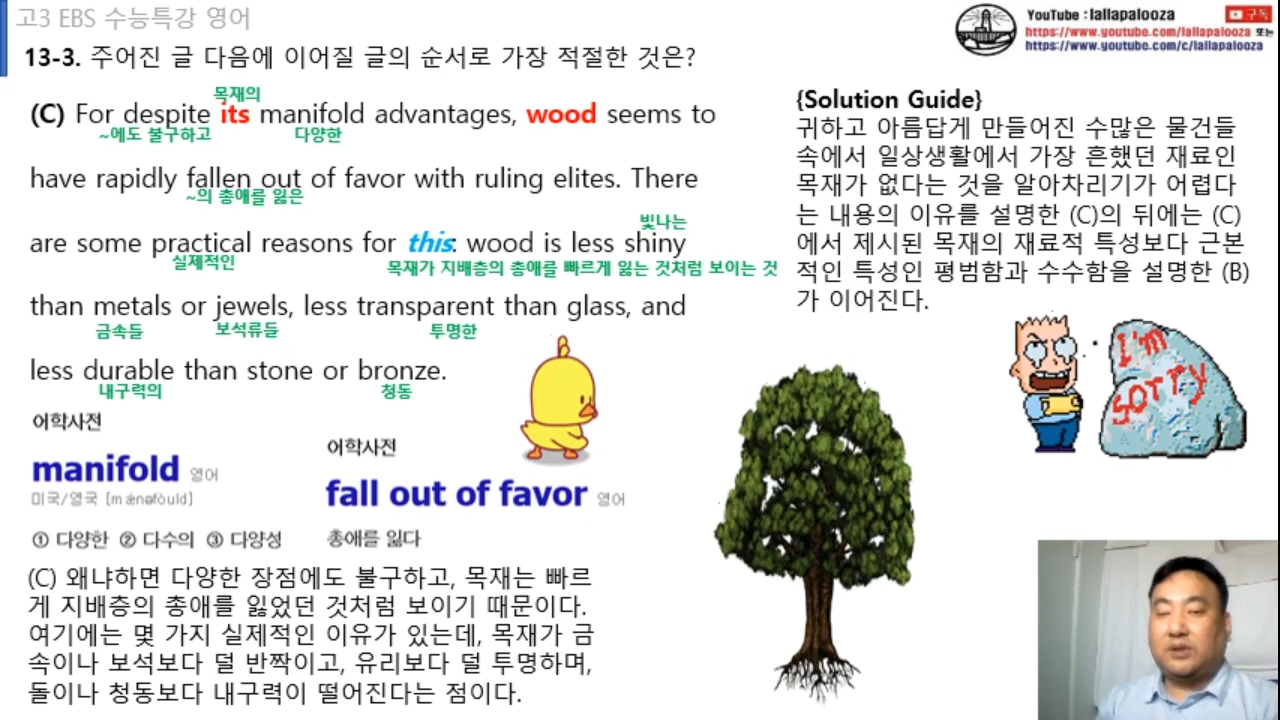 고3 EBS 수능특강 영어
YouTube : lallapalooza
구독
https://www.youtube.com/lallapalooza 또는
https://www.youtube.com/c/lallapalooza
13-3. 주어진 글 다음에 이어질 글의 순서로 가장 적절한 것은?
목재의
(C) For despite its manifold advantages, wood seems to
~에도 불구하고 다양한
have rapidly fallen out of favor with ruling elites. There
~의 총애를 잃은
빛나는
are some practical reasons for this: wood is less shiny
실제적인 목재가 지배층의 총애를 빠르게 잃는 것처럼 보이는 것
than metals or jewels, less transparent than glass, and
금속들 보석류들 투명한
less durable than stone or bronze.
내구력의 청동
{Solution Guide}
귀하고 아름답게 만들어진 수많은 물건들
속에서 일상생활에서 가장 흔했던 재료인
목재가 없다는 것을 알아차리기가 어렵다
는 내용의 이유를 설명한 (C)의 뒤에는 (C)
에서 제시된 목재의 재료적 특성보다 근본
적인 특성인 평범함과 수수함을 설명한 (B)
가 이어진다.
I'm
sorry
어학사전
manifold 영어
미국/영국 [mǽnəfòuld]
① 다양한 ② 다수의 ③ 다양성
어학사전
fall out of favor 영어
총애를 잃다
(C) 왜냐하면 다양한 장점에도 불구하고, 목재는 빠르
게 지배층의 총애를 잃었던 것처럼 보이기 때문이다.
여기에는 몇 가지 실제적인 이유가 있는데, 목재가 금
속이나 보석보다 덜 반짝이고, 유리보다 덜 투명하며,
돌이나 청동보다 내구력이 떨어진다는 점이다.